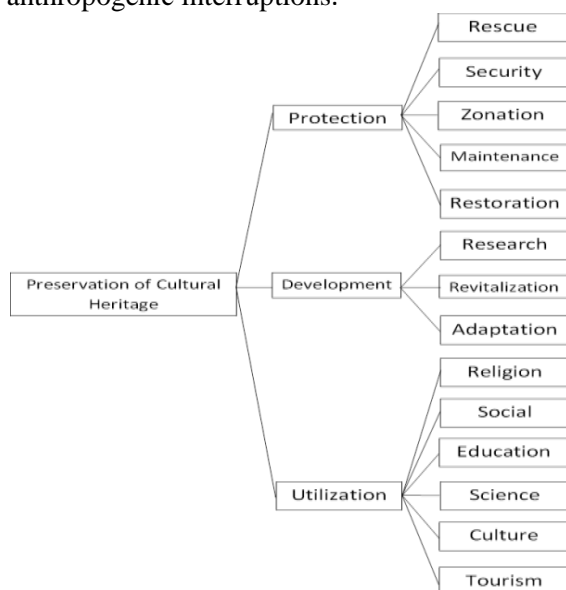 anthropogenic interruptions.
Rescue
Security
Protection
Zonation
Maintenance
Restoration
Research
Preservation of Cultural
Heritage
Development
Revitalization
Adaptation
Religion
Social
Education
Utilization
Science
Culture
Tourism